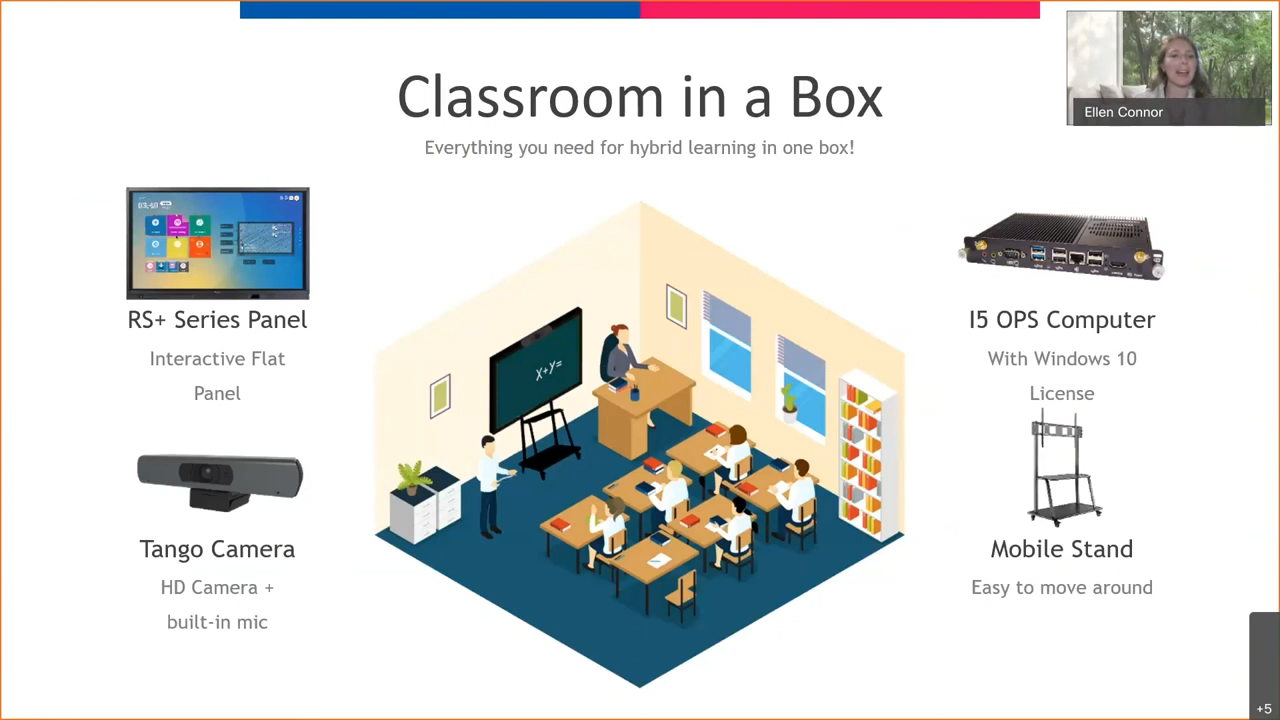 Classroom in a Box
Everything you need for hybrid learning in one box!
Ellen Connor
RS+ Series Panel
Interactive Flat
Panel
Tango Camera
HD Camera +
built-in mic
X+Y=
I5 OPS Computer
With Windows 10
License
Mobile Stand
Easy to move around
+5